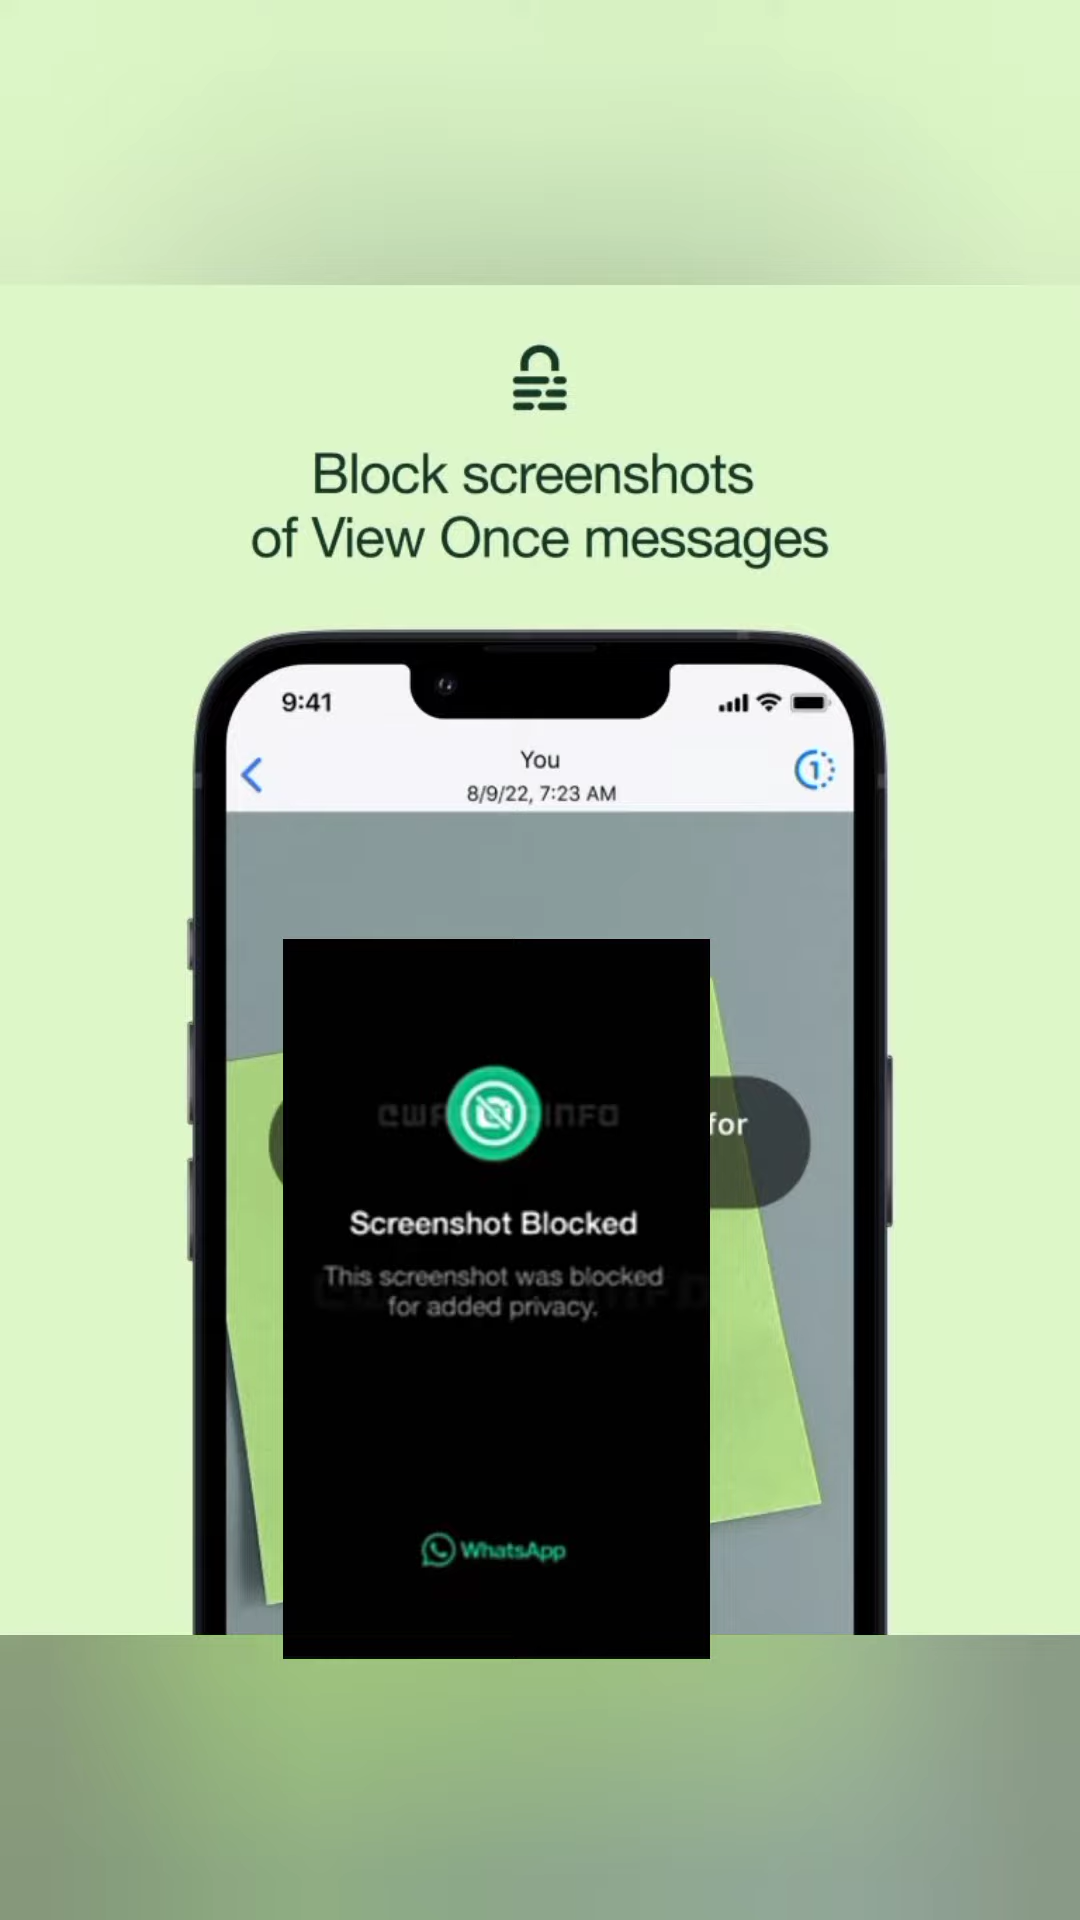 Block screenshots
of View Once messages
9:41
You
8/9/22, 7:23 AM
1
for
Screenshot Blocked
This screenshot was blocked
for added privacy.
WhatsApp